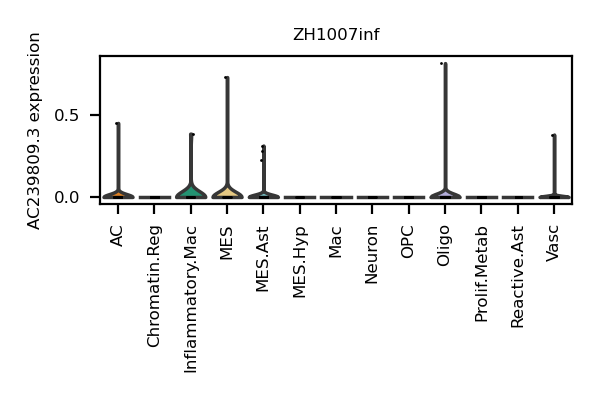 ZH1007inf
AC239809.3 expression
0.5
0.0
AC
Chromatin.Reg
Inflammatory.Mac
MES
MES.Ast
MES.Hyp
Mac
Neuron
OPC
Oligo
Prolif.Metab
Reactive.Ast
Vasc